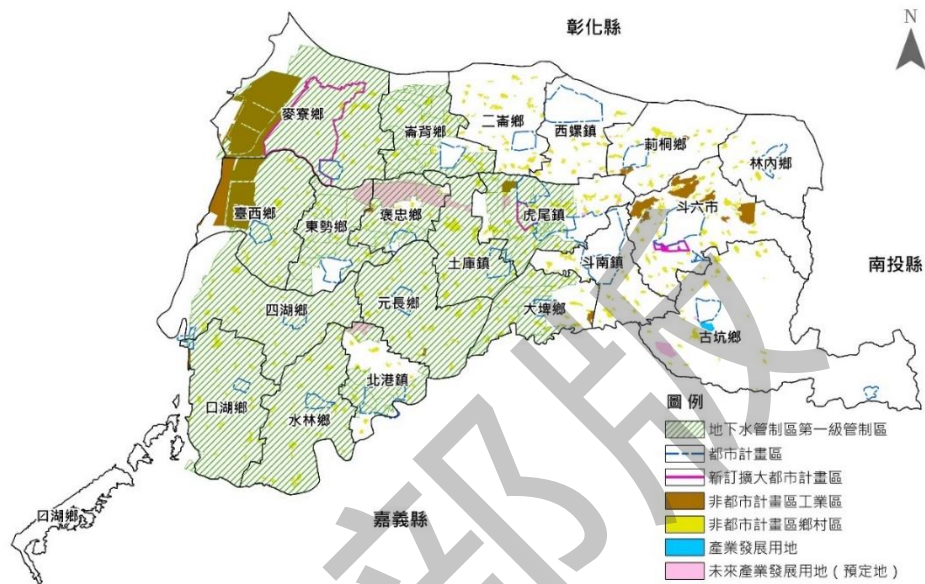 彰化縣
N
麥寮鄉
崙背鄉
二崙鄉
西螺鎮
莿桐鄉
林內鄉
臺西鄉
東勢鄉
褒忠鄉
虎尾鎮
斗六市
土庫鎮
斗南鎮
南投縣
四湖鄉
元長鄉
大埤鄉
古坑鄉
北港鎮
口湖鄉
水林鄉
口湖鄉
嘉義縣
圖例
地下水管制區第一級管制區
都市計畫區
新訂擴大都市計畫區
非都市計畫區工業區
非都市計畫區鄉村區
產業發展用地
未來產業發展用地（預定地）
部版